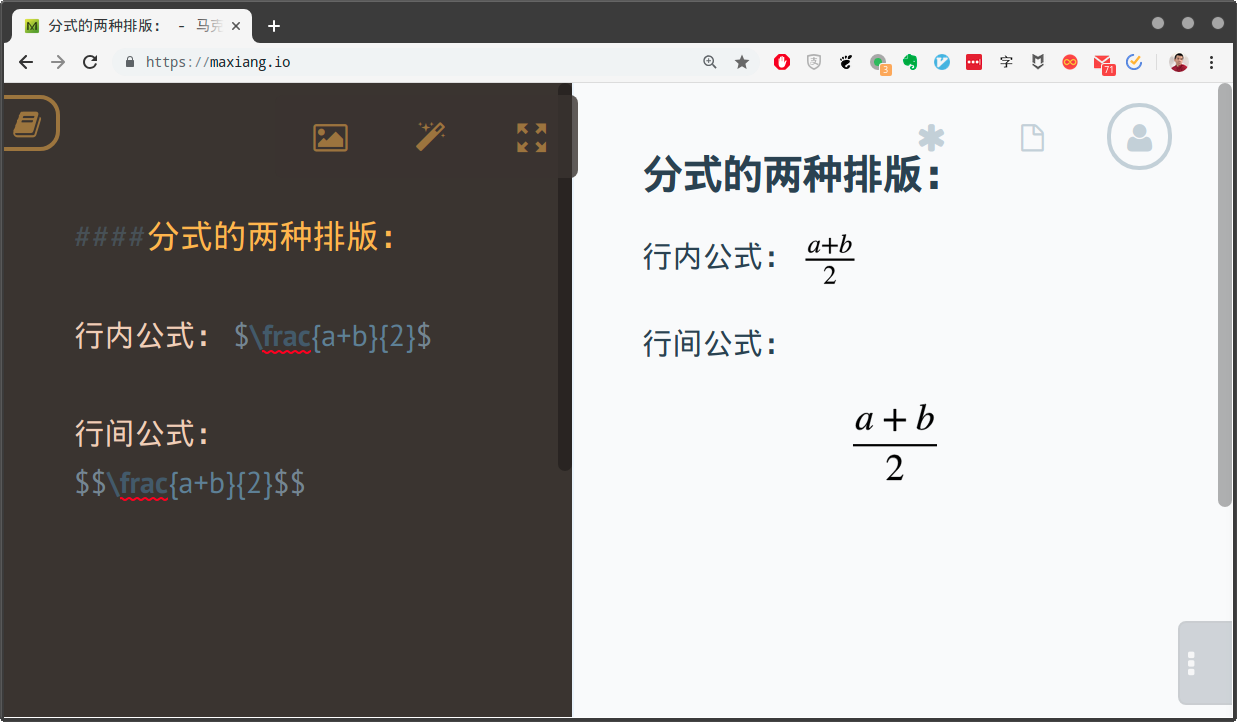 分式的两种排版： - 马克
https://maxiang.io
3
字
71
####分式的两种排版：
行内公式： $\frac{a+b}{2}$
行间公式：
$$\frac{a+b}{2}$$
分式的两种排版：
行内公式： a+b
2
行间公式：
a + b
2